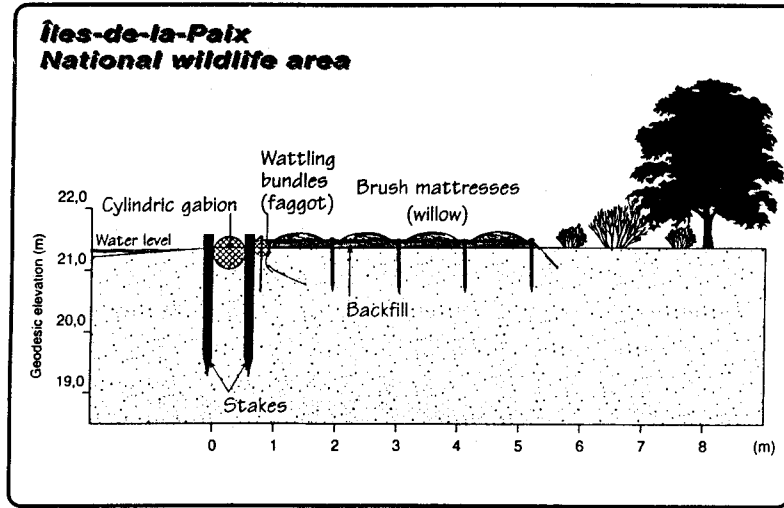 Îles-de-la-Paix
National wildlife area
Wattling
bundles
(faggot)
Brush mattresses
(willow)
Cylindric gabion
Water level
Backfill
Stakes
Geodesic elevation (m)
22,0
21,0
20,0
19,0
0 1 2 3 4 5 6 7 8 (m)